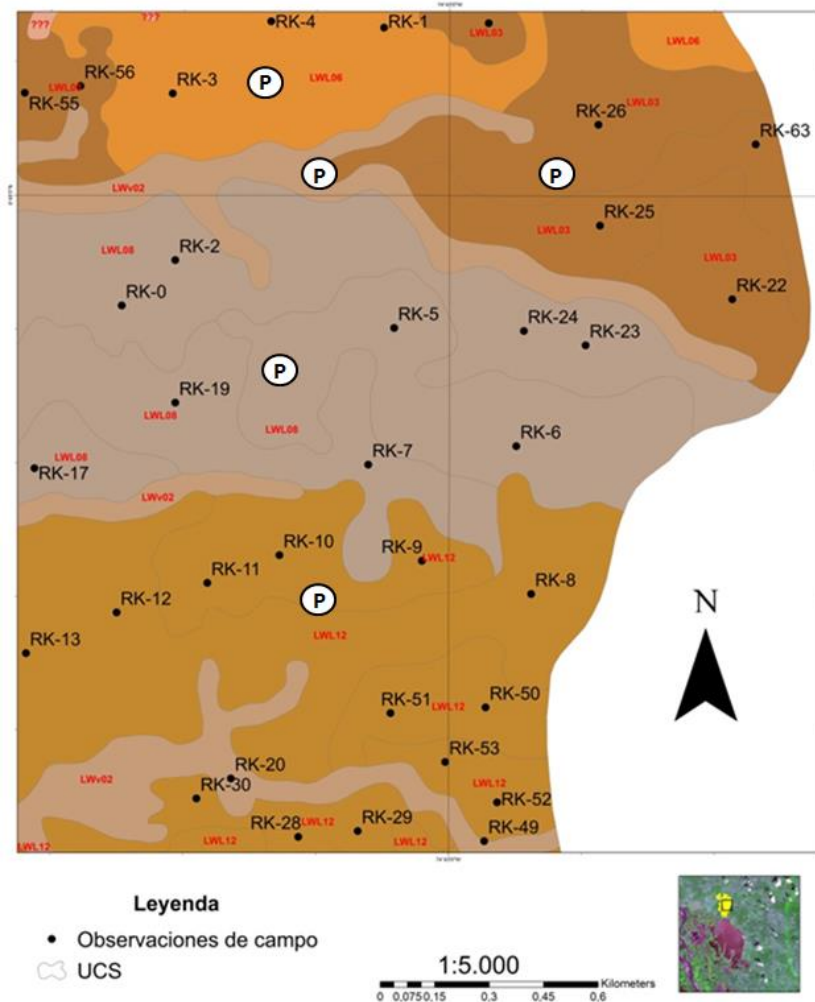 ???
???
RK-4
RK-1
LWL03
LWL06
RK-56
RK-55
RK-3
P
LWL06
LWL03
RK-26
RK-63
P
P
LWv02
RK-25
LWL03
LWL08
RK-2
LWL03
RK-22
RK-0
RK-5
RK-24
RK-23
P
RK-19
LWL08
LWL08
RK-6
LWL08
RK-17
RK-7
LWv02
RK-10
RK-9
LWL12
RK-11
RK-8
P
RK-12
LWL12
RK-13
N
RK-51
LWL12
RK-50
RK-53
LWv02
RK-20
LWL12
RK-30
RK-52
RK-28
LWL12
RK-29
RK-49
LWL12
LWL12
LWL12
Leyenda
Observaciones de campo
UCS
1:5.000
Kilometers
0 0,075 0,15 0,3 0,45 0,6